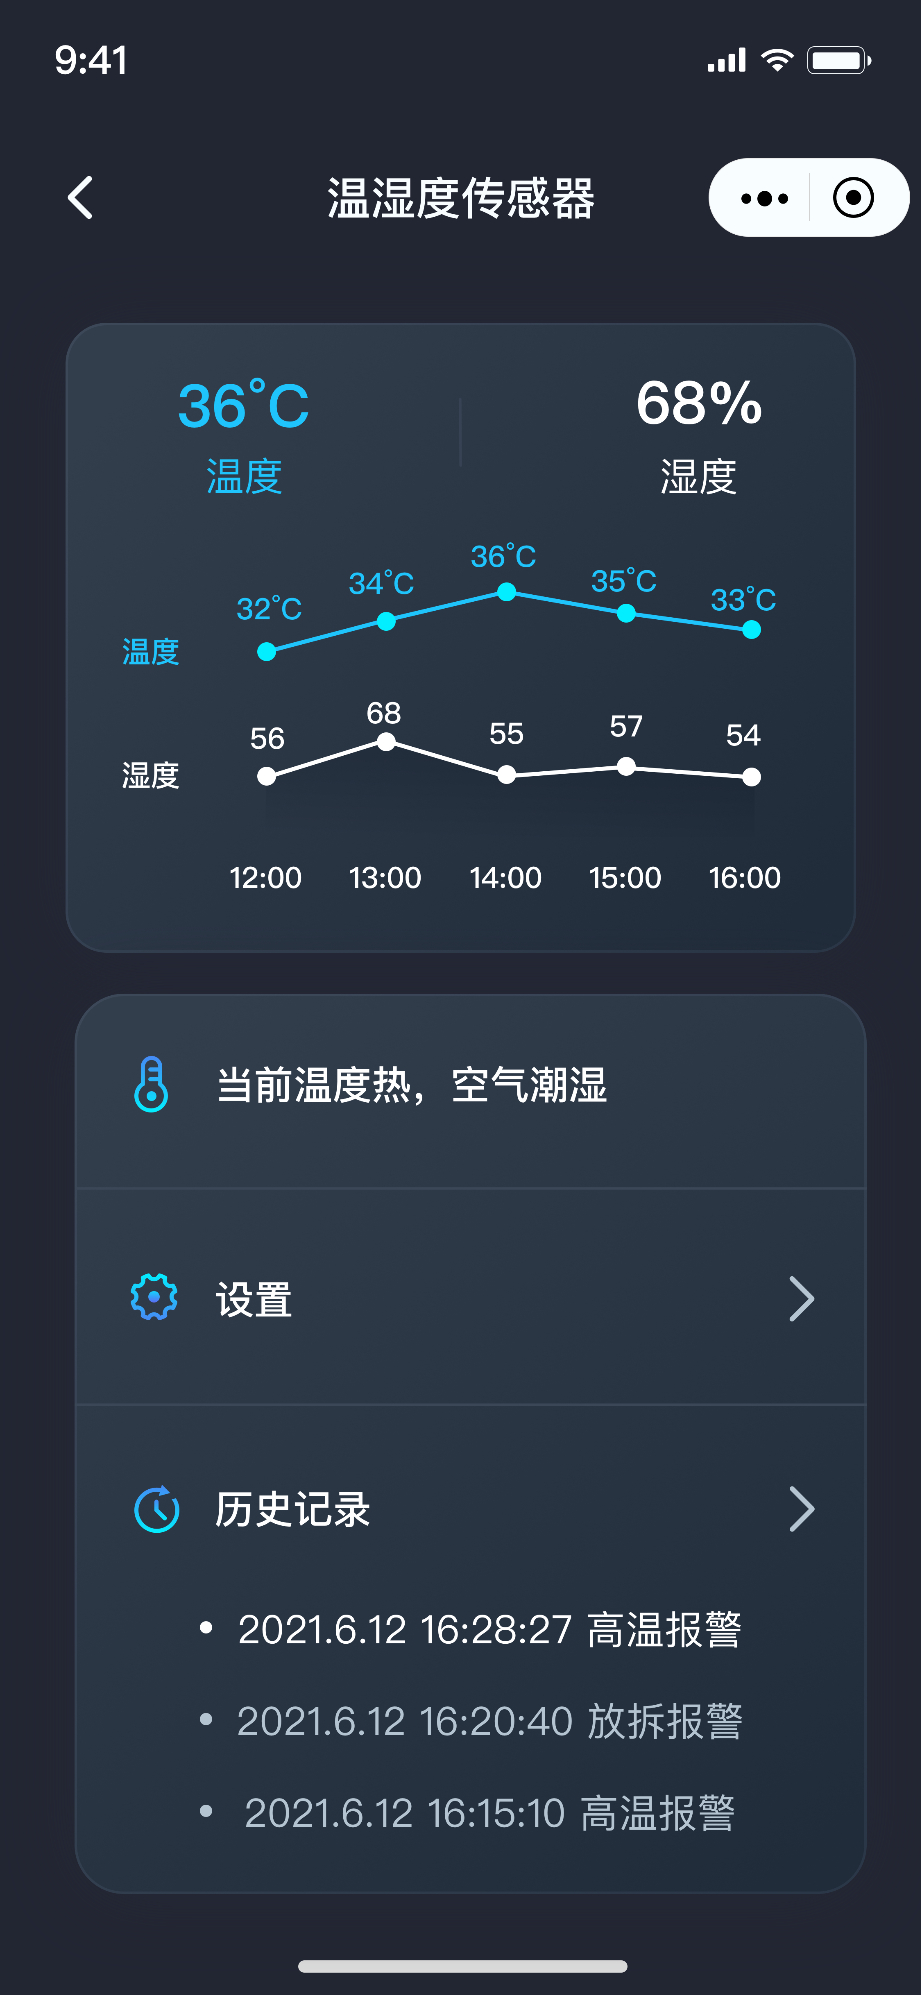 9:41
温湿度传感器
36°C
68%
温度
湿度
32°C 34°C 36°C 35°C 33°C
温度
56 68 55 57 54
湿度
12:00 13:00 14:00 15:00 16:00
当前温度热，空气潮湿
设置
历史记录
2021.6.12 16:28:27 高温报警
2021.6.12 16:20:40 放拆报警
2021.6.12 16:15:10 高温报警